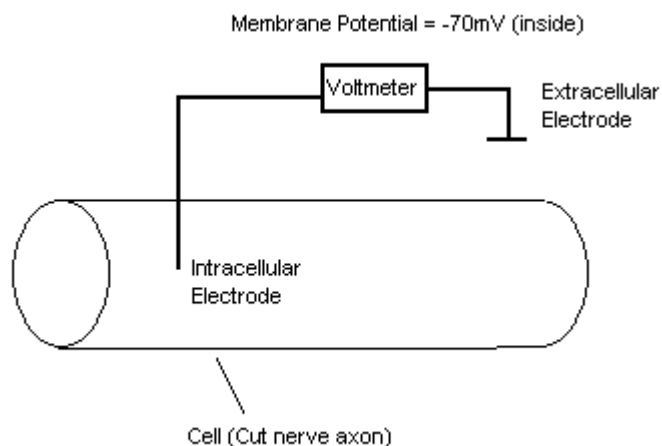 Membrane Potential = -70mV (inside)
Voltmeter
Extracellular
Electrode
Intracellular
Electrode
Cell (Cut nerve axon)